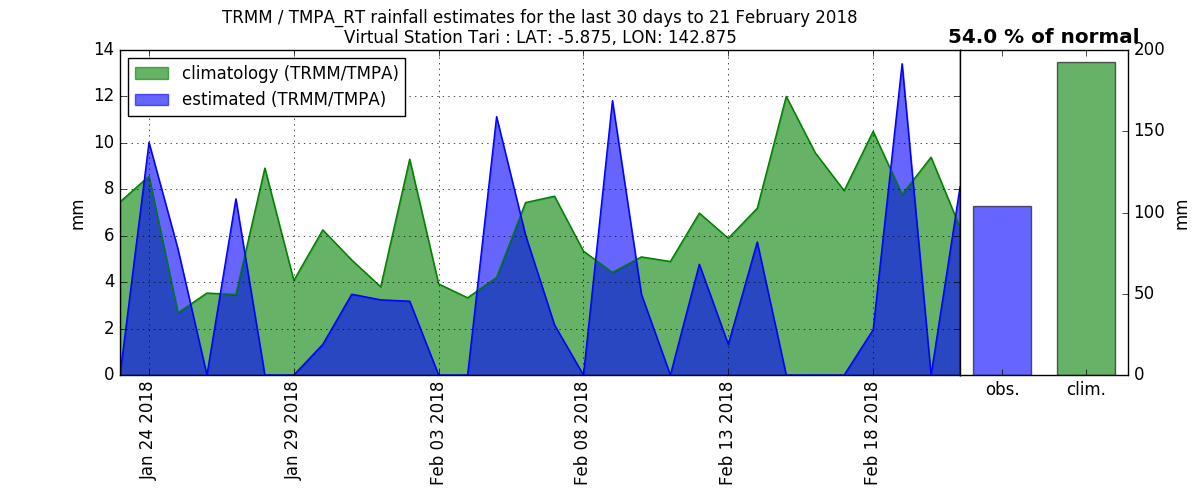 TRMM / TMPA_RT rainfall estimates for the last 30 days to 21 February 2018
Virtual Station Tari : LAT: -5.875, LON: 142.875
54.0 % of normal
climatology (TRMM/TMPA)
estimated (TRMM/TMPA)
14
12
10
8
6
4
2
0
mm
200
150
100
50
0
mm
Jan 24 2018
Jan 29 2018
Feb 03 2018
Feb 08 2018
Feb 13 2018
Feb 18 2018
obs.
clim.